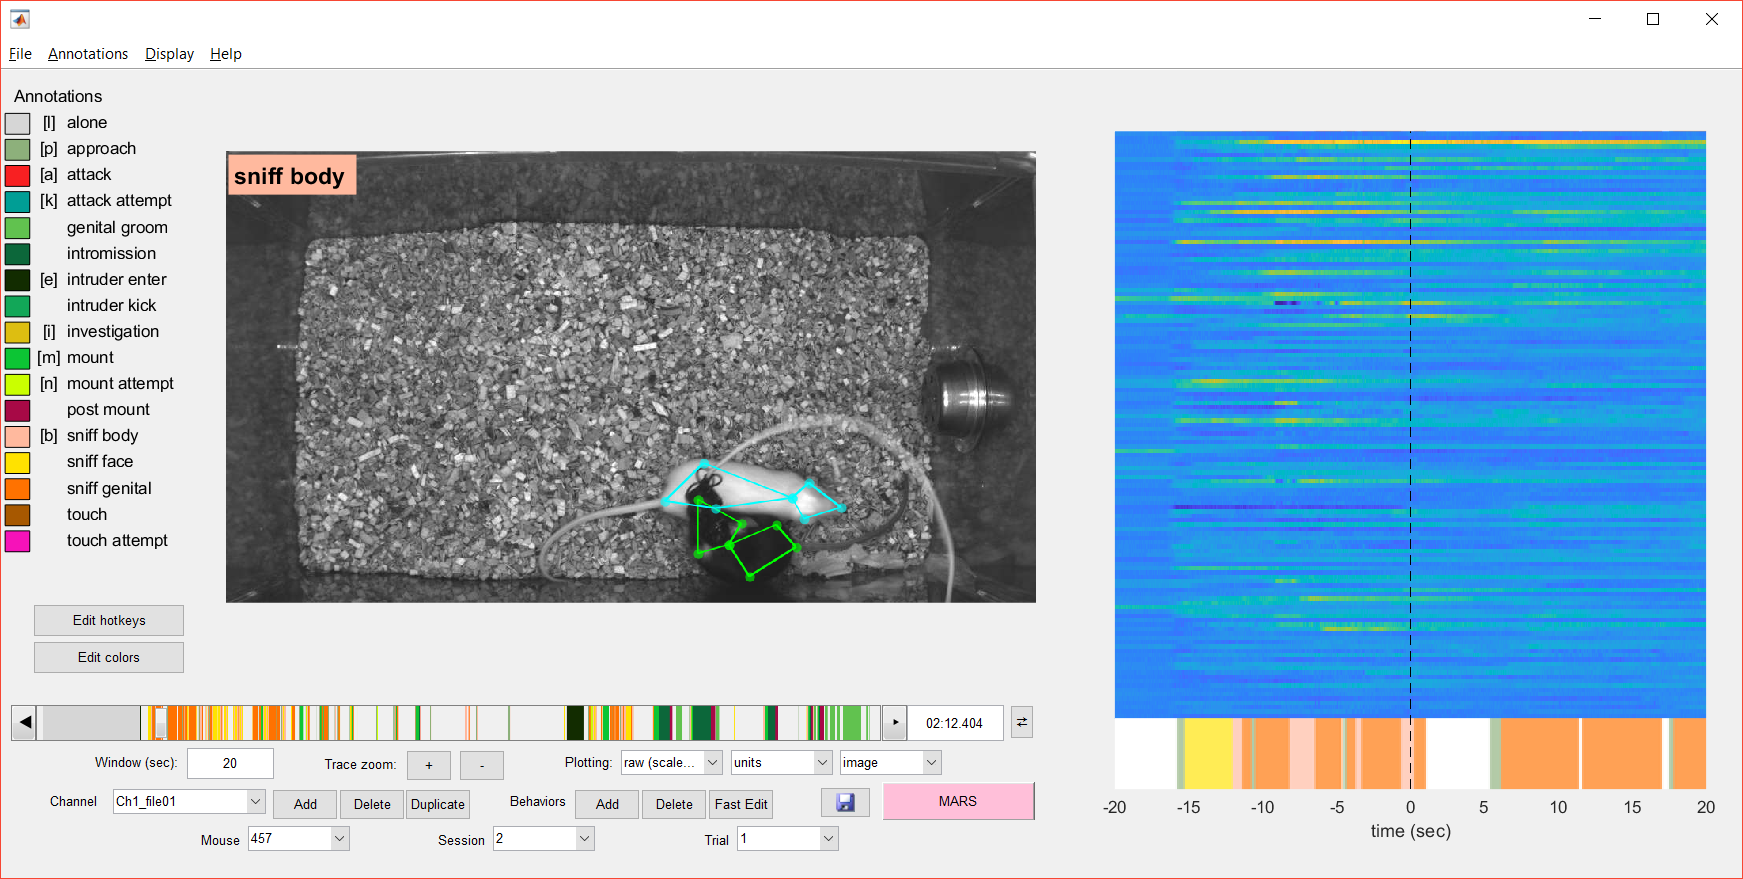 File Annotations Display Help
Annotations
[l] alone
[p] approach
[a] attack
[k] attack attempt
genital groom
intromission
[e] intruder enter
intruder kick
[i] investigation
[m] mount
[n] mount attempt
post mount
[b] sniff body
sniff face
sniff genital
touch
touch attempt
Edit hotkeys
Edit colors
sniff body
02:12.404
Window (sec): 20 Trace zoom: + - Plotting: raw (scale... units image
Channel Ch1_file01 Add Delete Duplicate Behaviors Add Delete Fast Edit MARS
Mouse 457 Session 2 Trial 1
-20 -15 -10 -5 0 5 10 15 20
time (sec)